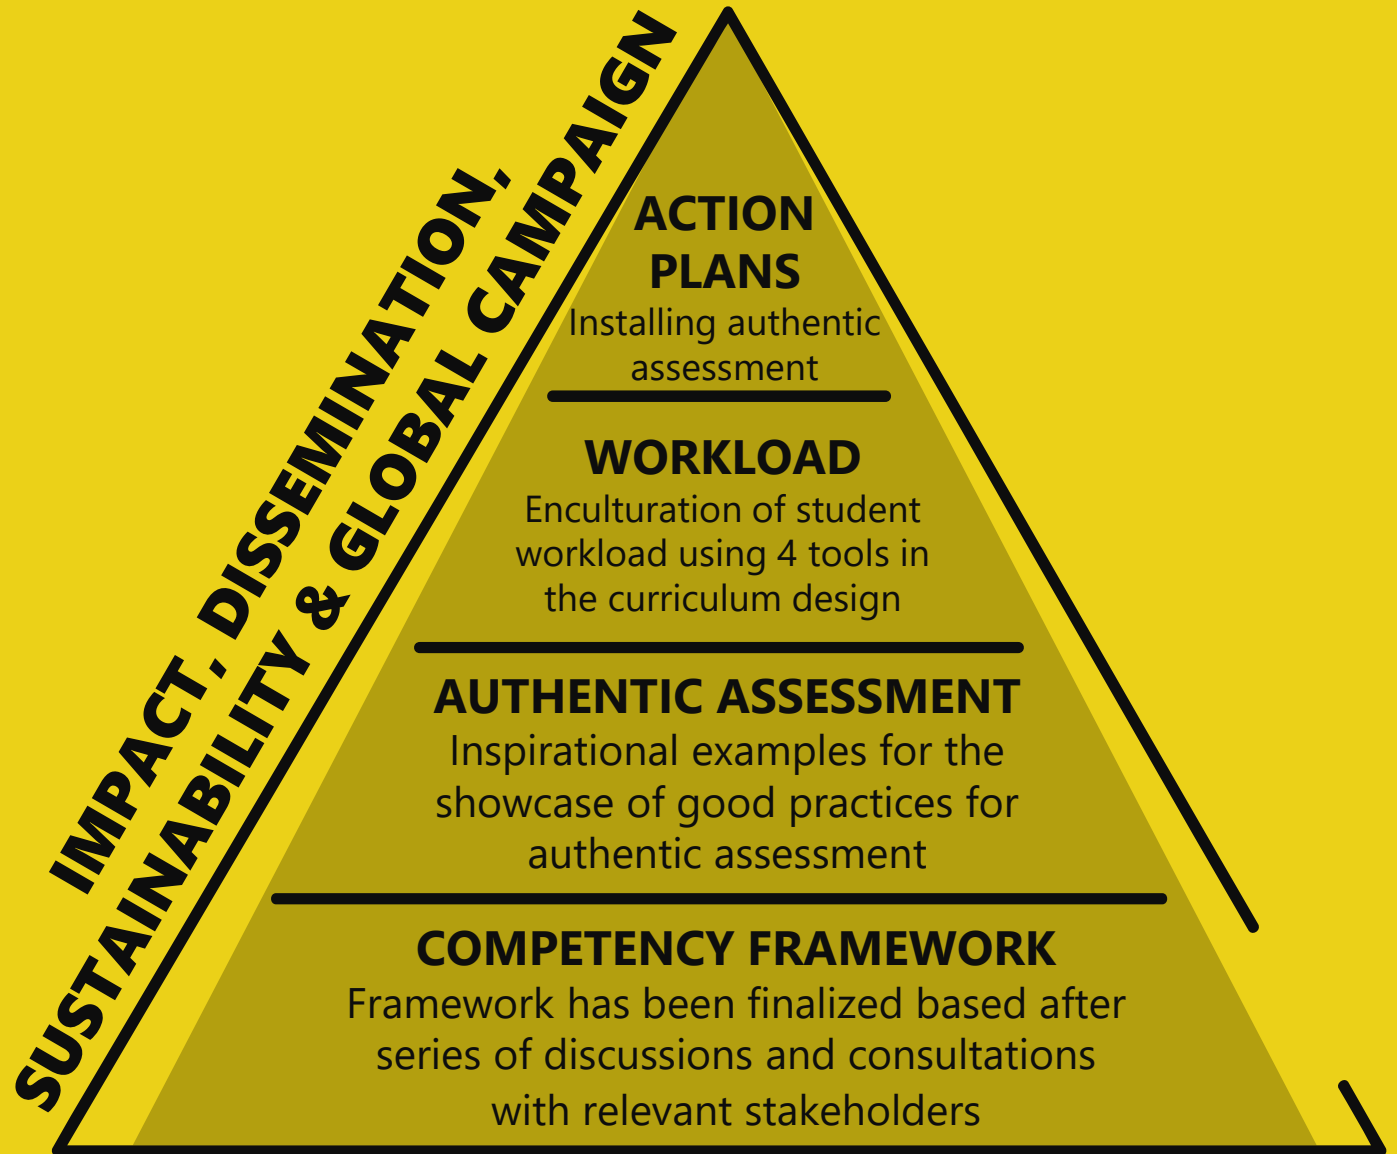 IMPACT, DISSEMINATION,
SUSTAINABILITY & GLOBAL CAMPAIGN
ACTION
PLANS
Installing authentic
assessment
WORKLOAD
Enculturation of student
workload using 4 tools in
the curriculum design
AUTHENTIC ASSESSMENT
Inspirational examples for the
showcase of good practices for
authentic assessment
COMPETENCY FRAMEWORK
Framework has been finalized based after
series of discussions and consultations
with relevant stakeholders